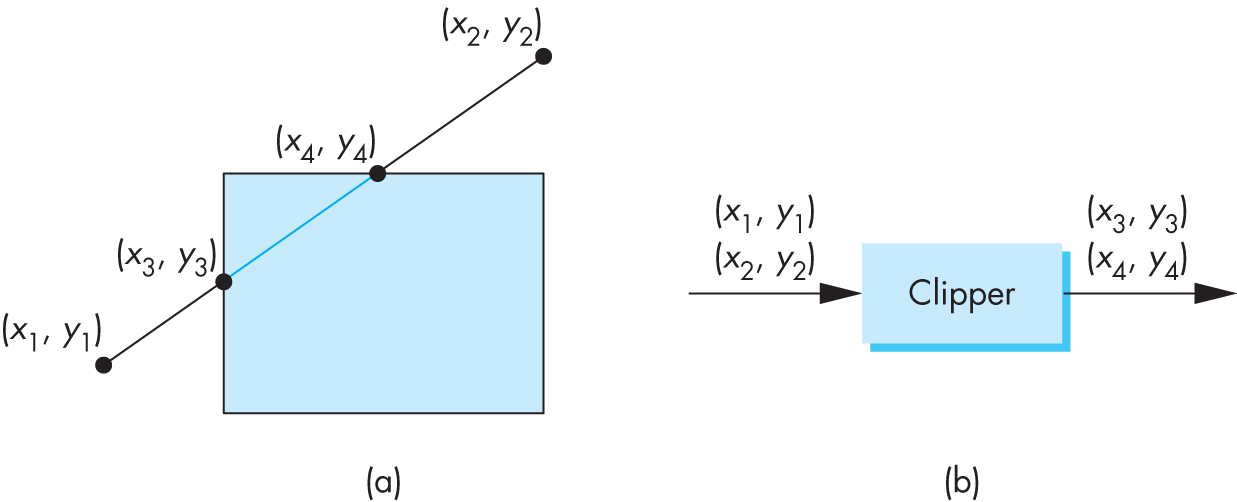 (x₂, y₂)
(x₄, y₄)
(x₃, y₃)
(x₁, y₁)
(a)
(x₁, y₁)
(x₂, y₂)
Clipper
(x₃, y₃)
(x₄, y₄)
(b)